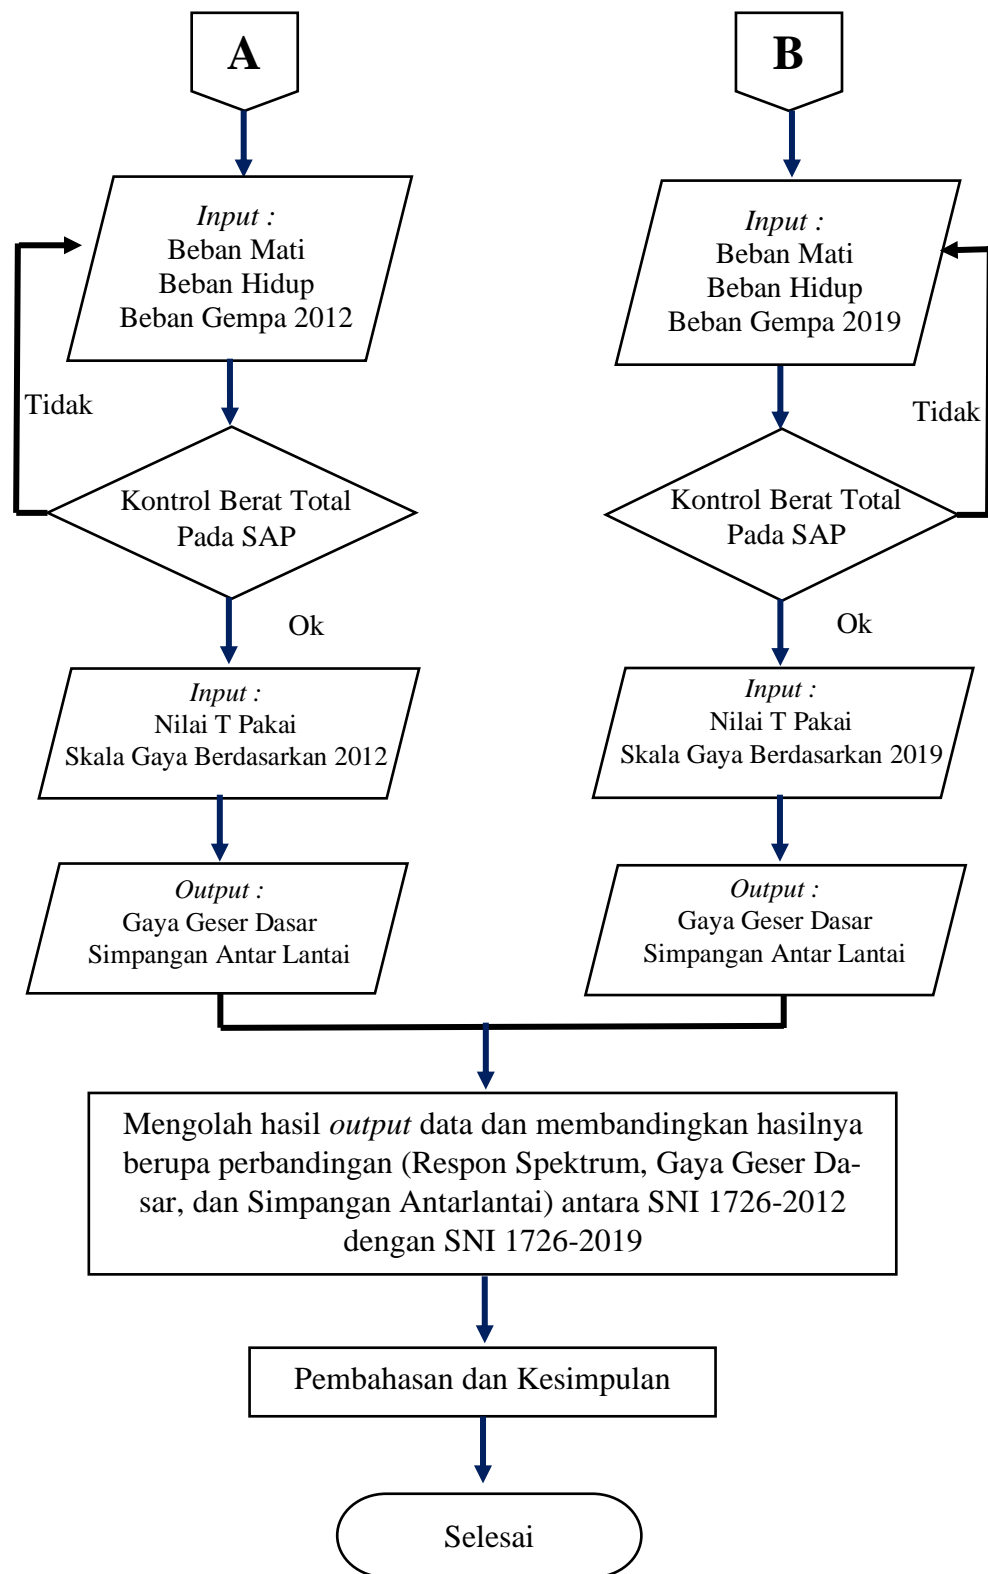 A
Input :
Beban Mati
Beban Hidup
Beban Gempa 2012
Tidak
Kontrol Berat Total
Pada SAP
Ok
Input :
Nilai T Pakai
Skala Gaya Berdasarkan 2012
Output :
Gaya Geser Dasar
Simpangan Antar Lantai
B
Input :
Beban Mati
Beban Hidup
Beban Gempa 2019
Tidak
Kontrol Berat Total
Pada SAP
Ok
Input :
Nilai T Pakai
Skala Gaya Berdasarkan 2019
Output :
Gaya Geser Dasar
Simpangan Antar Lantai
Mengolah hasil output data dan membandingkan hasilnya
berupa perbandingan (Respon Spektrum, Gaya Geser Da-
sar, dan Simpangan Antarlantai) antara SNI 1726-2012
dengan SNI 1726-2019
Pembahasan dan Kesimpulan
Selesai